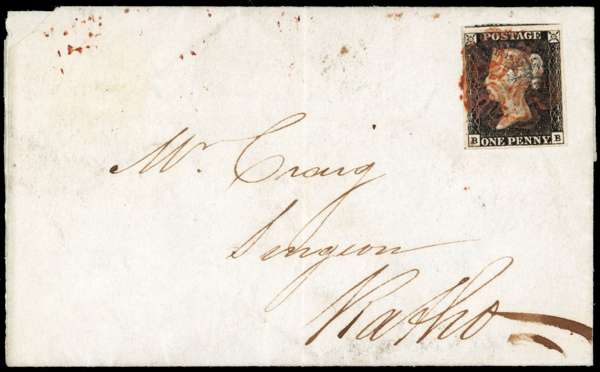 POSTAGE
B ONE PENNY B
Mr. Craig
Surgeon
Ratho